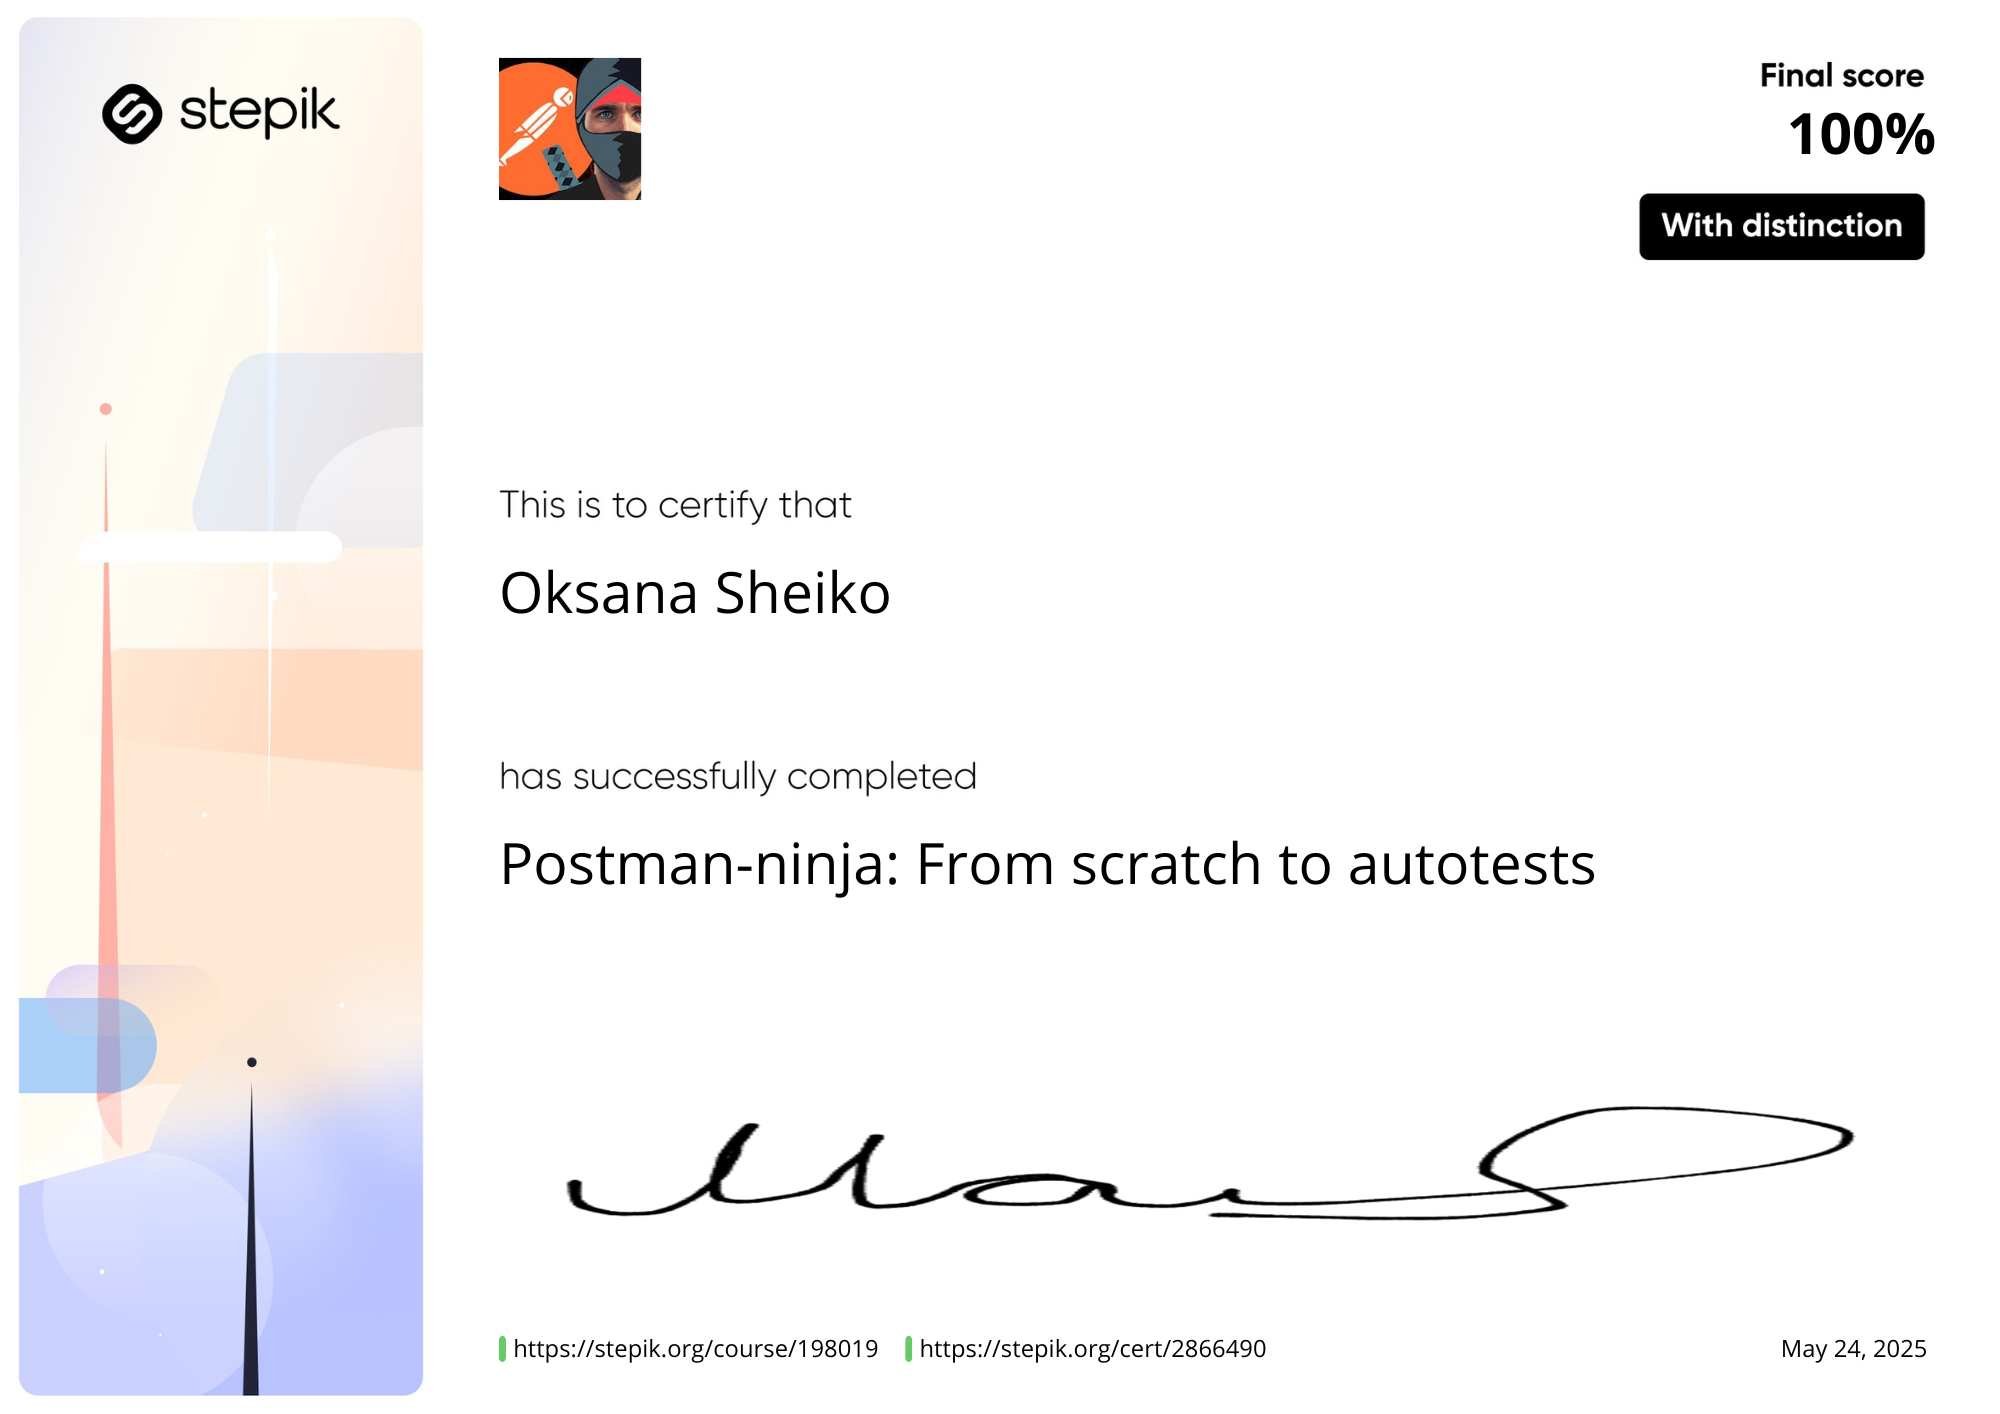 stepik
Final score
100%
With distinction
This is to certify that
Oksana Sheiko
has successfully completed
Postman-ninja: From scratch to autotests
https://stepik.org/course/198019
https://stepik.org/cert/2866490
May 24, 2025